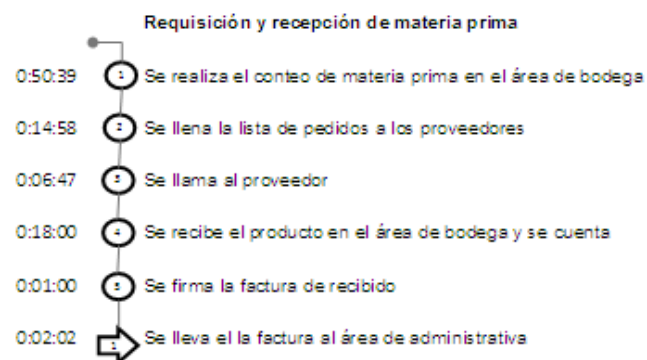 Requisición y recepción de materia prima
0:50:39 1 Se realiza el conteo de materia prima en el área de bodega
0:14:58 2 Se llena la lista de pedidos a los proveedores
0:06:47 3 Se llama al proveedor
0:18:00 4 Se recibe el producto en el área de bodega y se cuenta
0:01:00 5 Se firma la factura de recibido
0:02:02 1 Se lleva el la factura al área de administrativa